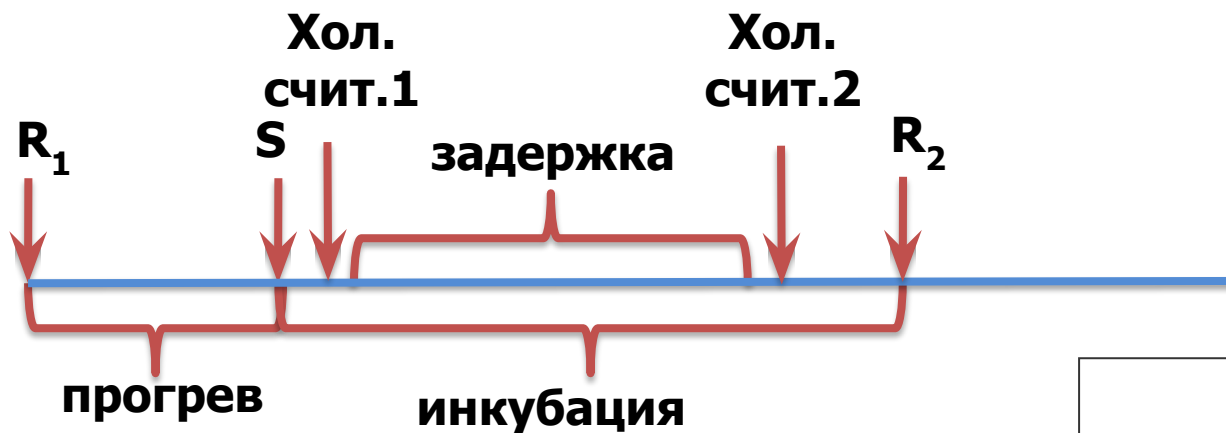 Хол.
счит.1
Хол.
счит.2
R₁
S
задержка
R₂
прогрев
инкубация